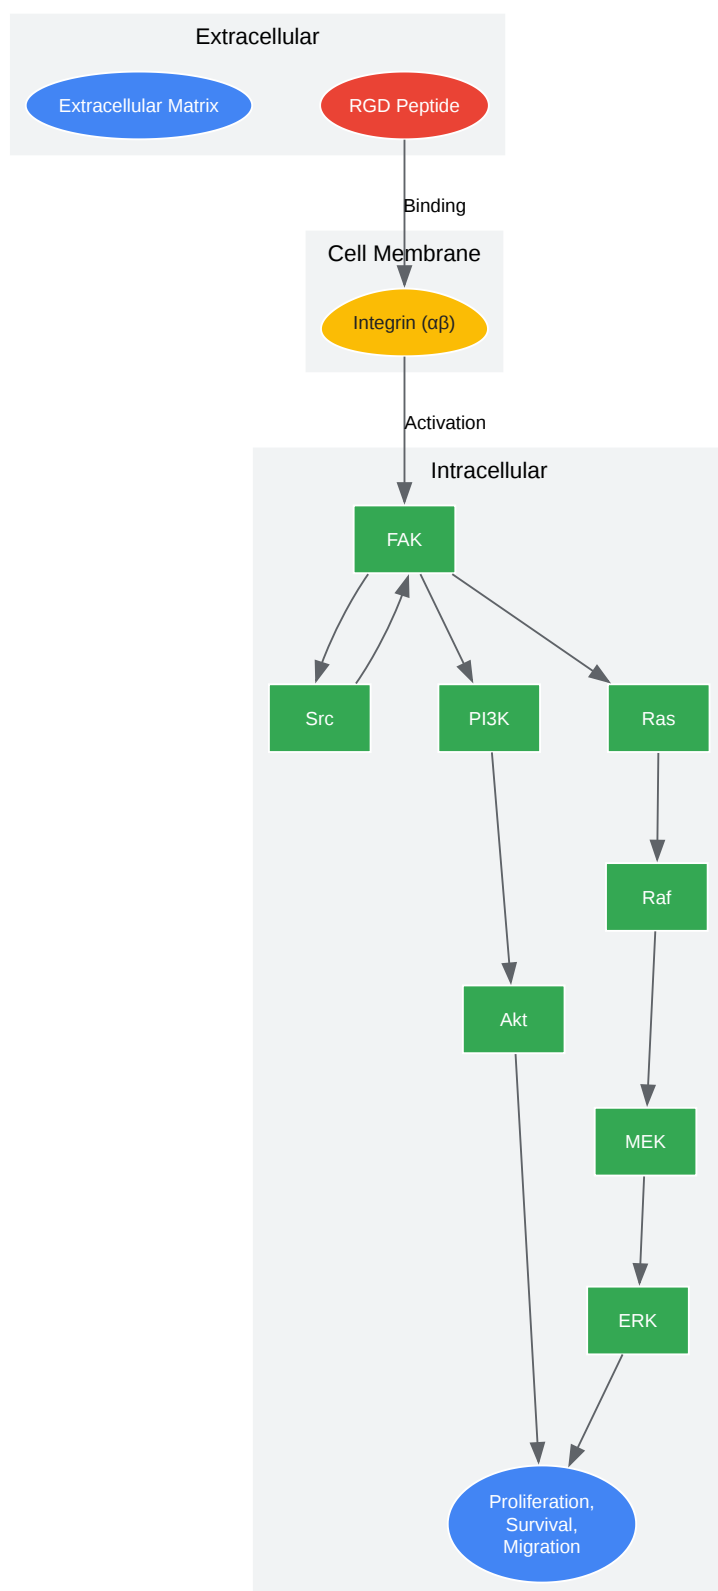 Extracellular
Extracellular Matrix
RGD Peptide
Binding
Cell Membrane
Integrin (αβ)
Activation
Intracellular
FAK
Src
PI3K
Ras
Raf
Akt
MEK
ERK
Proliferation,
Survival,
Migration